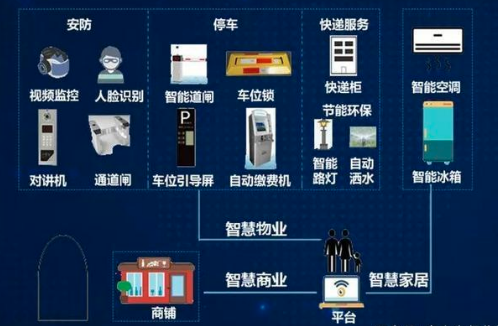 安防
停车
快递服务
视频监控
人脸识别
智能道闸
车位锁
快递柜
智能空调
节能环保
对讲机
通道闸
P
车位引导屏
自动缴费机
智能
路灯
自动
洒水
智能冰箱
智慧物业
智慧商业
智慧家居
商铺
平台